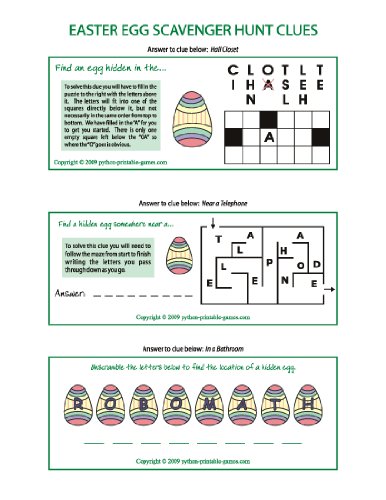 EASTER EGG SCAVENGER HUNT CLUES
Answer to clue below: Hall Closet
Find an egg hidden in the...
To solve this clue you will have to fill in the
puzzle to the right with the letters above
it. The letters will fit into one of the
squares directly below it, but not
necessarily in the same order from top to
bottom. We have filled in the "A" for you
to get you started. There is only one
empty square left below the "OA" so
where the "O" goes is obvious.
C L O T L T
I H A S E E
N L H
A
Copyright © 2009 python-printable-games.com
Answer to clue below: Near a Telephone
Find a hidden egg somewhere near a...
To solve this clue you will need to
follow the maze from start to finish
writing the letters you pass
through down as you go.
Answer: _ _ _ _ _ _ _ _ _
T A A
L P H D
E L O
E E N E
Copyright © 2009 python-printable-games.com
Answer to clue below: In a Bathroom
Unscramble the letters below to find the location of a hidden egg.
R O B O M A T H
Copyright © 2009 python-printable-games.com